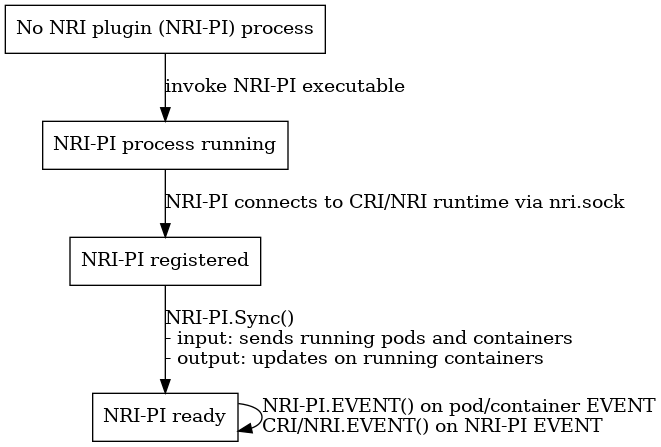 No NRI plugin (NRI-PI) process
invoke NRI-PI executable
NRI-PI process running
NRI-PI connects to CRI/NRI runtime via nri.sock
NRI-PI registered
NRI-PI.Sync()
- input: sends running pods and containers
- output: updates on running containers
NRI-PI ready
NRI-PI.EVENT() on pod/container EVENT
CRI/NRI.EVENT() on NRI-PI EVENT